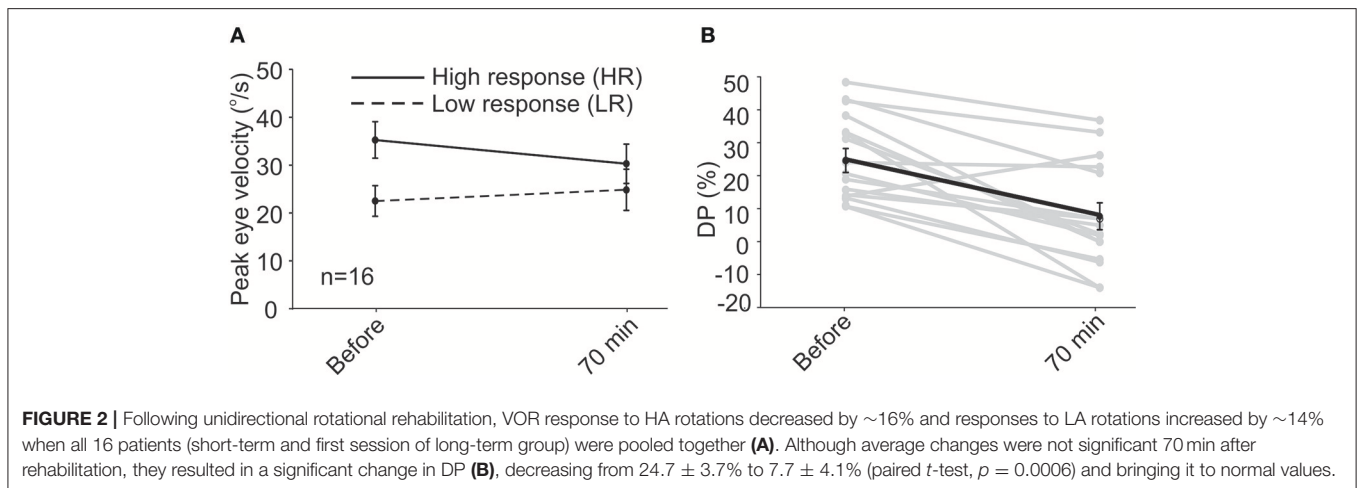 A
50
40
30
20
10
0
Peak eye velocity (°/s)
High response (HR)
Low response (LR)
n=16
Before
70 min
B
50
40
30
20
10
0
-10
-20
DP (%)
Before
70 min
FIGURE 2 | Following unidirectional rotational rehabilitation, VOR response to HA rotations decreased by ∼16% and responses to LA rotations increased by ∼14%
when all 16 patients (short-term and first session of long-term group) were pooled together (A). Although average changes were not significant 70 min after
rehabilitation, they resulted in a significant change in DP (B), decreasing from 24.7 ± 3.7% to 7.7 ± 4.1% (paired t-test, p = 0.0006) and bringing it to normal values.